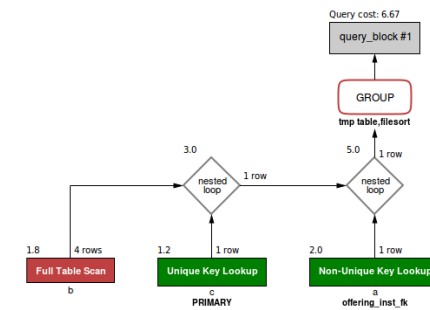 Query cost: 6.67
query_block #1
GROUP
tmp table,filesort
3.0
5.0
1 row
nested
loop
1 row
nested
loop
1.8
4 rows
1.2
1 row
2.0
1 row
Full Table Scan
Unique Key Lookup
Non-Unique Key Lookup
b
c
a
PRIMARY
offering_inst_fk